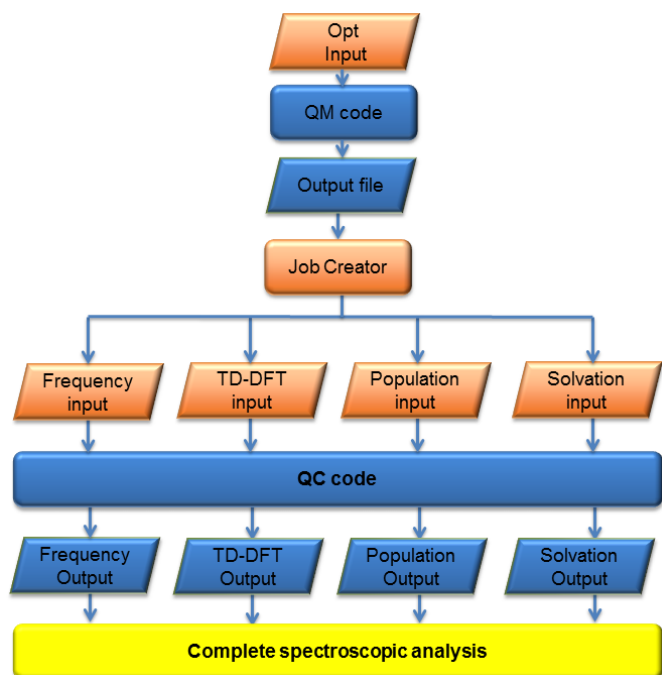 Opt
Input
QM code
Output file
Job Creator
Frequency
input
TD-DFT
input
Population
input
Solvation
input
QC code
Frequency
Output
TD-DFT
Output
Population
Output
Solvation
Output
Complete spectroscopic analysis